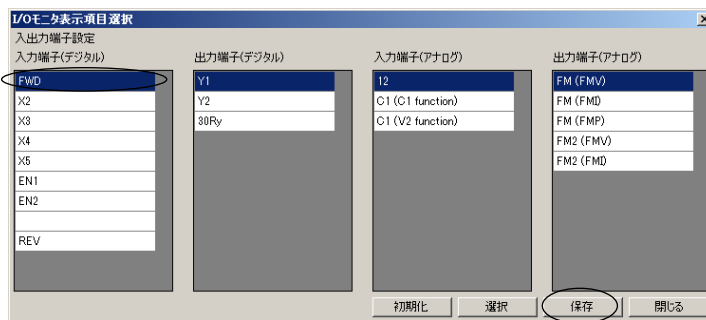 I/Oモニタ表示項目選択
入出力端子設定
入力端子(デジタル)
FWD
X2
X3
X4
X5
EN1
EN2
REV
出力端子(デジタル)
Y1
Y2
30Ry
入力端子(アナログ)
12
C1 (C1 function)
C1 (V2 function)
出力端子(アナログ)
FM (FMV)
FM (FMI)
FM (FMP)
FM2 (FMV)
FM2 (FMI)
初期化
選択
保存
閉じる